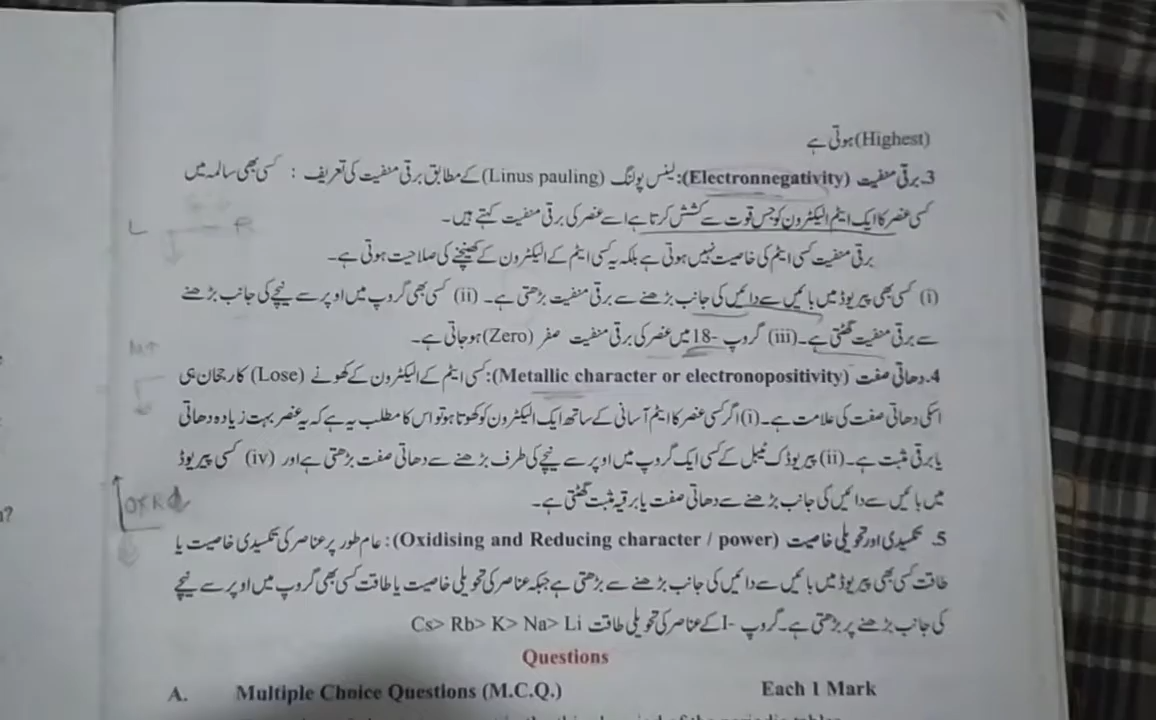 (Highest) ہوتی ہے
3. برقی منفیت (Electronnegativity): لینس پولنگ (Linus pauling) کے مطابق برقی منفیت کی تعریف : کسی بھی سالمہ میں
کسی عنصر کا ایک ایٹم الیکٹرون کو جس قوت سے کشش کرتا ہے اسے عنصر کی برقی منفیت کہتے ہیں۔
برقی منفیت کسی ایٹم کی خاصیت نہیں ہوتی ہے بلکہ یہ کسی ایٹم کے الیکٹرون کے کھینچنے کی صلاحیت ہوتی ہے۔
L R
(i) کسی بھی پیریوڈ میں بائیں سے دائیں کی جانب بڑھنے سے برقی منفیت بڑھتی ہے۔ (ii) کسی بھی گروپ میں اوپر سے نیچے کی جانب بڑھنے
سے برقی منفیت گھٹتی ہے۔ (iii) گروپ -18 میں عنصر کی برقی منفیت صفر (Zero) ہو جاتی ہے۔
4. دھاتی صفت (Metallic character or electronopositivity): کسی ایٹم کے الیکٹرون کے کھونے (Lose) کا رجحان ہی
اسکی دھاتی صفت کی علامت ہے۔ (i) اگر کسی عنصر کا ایٹم آسانی کے ساتھ ایک الیکٹرون کو کھوتا ہو تو اس کا مطلب یہ ہے کہ یہ عنصر بہت زیادہ دھاتی
یا برقی مثبت ہے۔ (ii) پیریوڈک ٹیبل کے کسی ایک گروپ میں اوپر سے نیچے کی طرف بڑھنے سے دھاتی صفت بڑھتی ہے اور (iv) کسی پیریوڈ
میں بائیں سے دائیں کی جانب بڑھنے سے دھاتی صفت یا برقیہ مثبت گھٹتی ہے۔
5. تکسیدی اور تحویلی خاصیت (Oxidising and Reducing character / power): عام طور پر عناصر کی تکسیدی خاصیت یا
طاقت کسی بھی پیریوڈ میں بائیں سے دائیں کی جانب بڑھنے سے بڑھتی ہے جبکہ عناصر کی تحویلی خاصیت یا طاقت کسی بھی گروپ میں اوپر سے نیچے
کی جانب بڑھنے پر بڑھتی ہے۔ گروپ -I کے عناصر کی تحویلی طاقت Cs> Rb> K> Na> Li
Questions
A. Multiple Choice Questions (M.C.Q.) Each 1 Mark